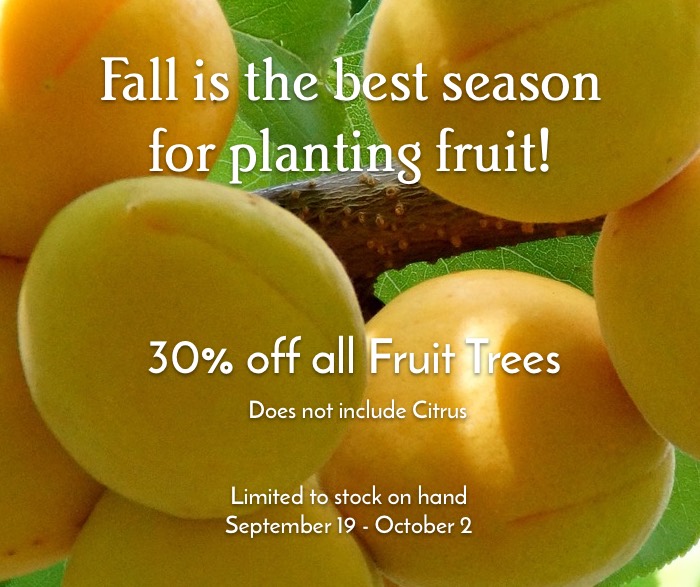 Fall is the best season
for planting fruit!
30% off all Fruit Trees
Does not include Citrus
Limited to stock on hand
September 19 - October 2